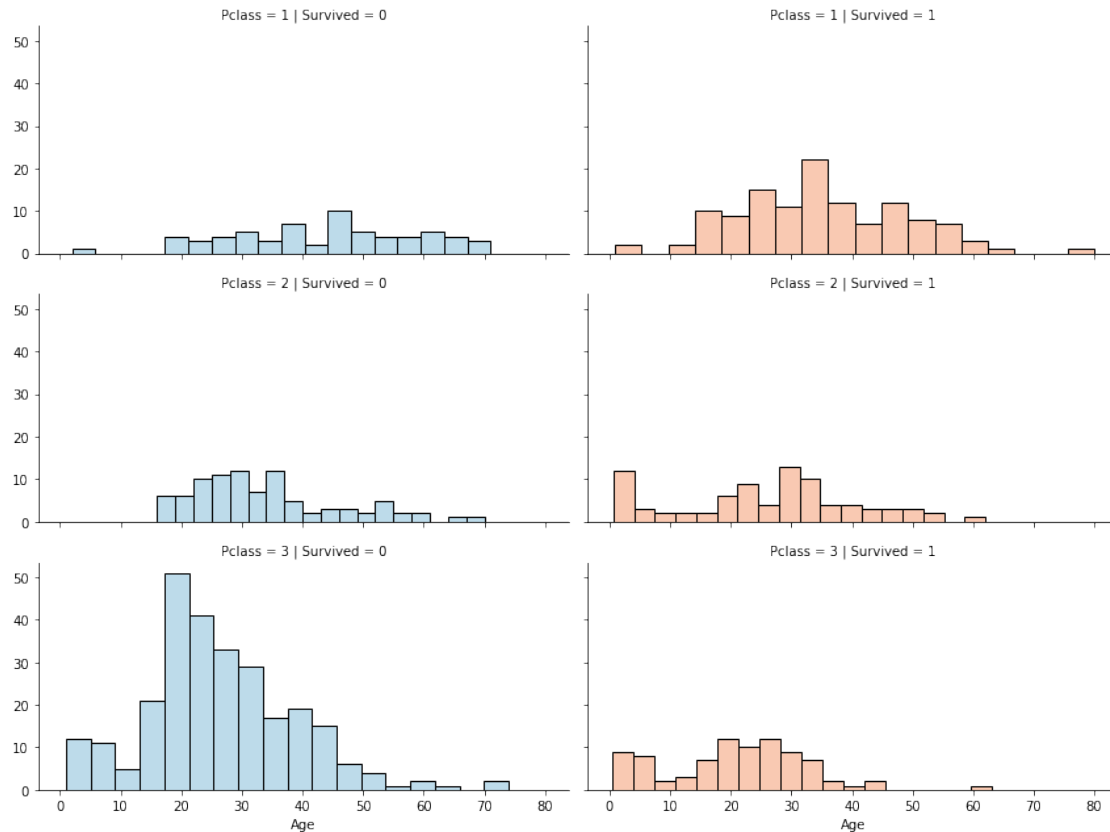 Pclass = 1 | Survived = 0
Pclass = 1 | Survived = 1
50
40
30
20
10
0
Pclass = 2 | Survived = 0
Pclass = 2 | Survived = 1
50
40
30
20
10
0
Pclass = 3 | Survived = 0
Pclass = 3 | Survived = 1
50
40
30
20
10
0
0 10 20 30 40 50 60 70 80
0 10 20 30 40 50 60 70 80
Age
Age